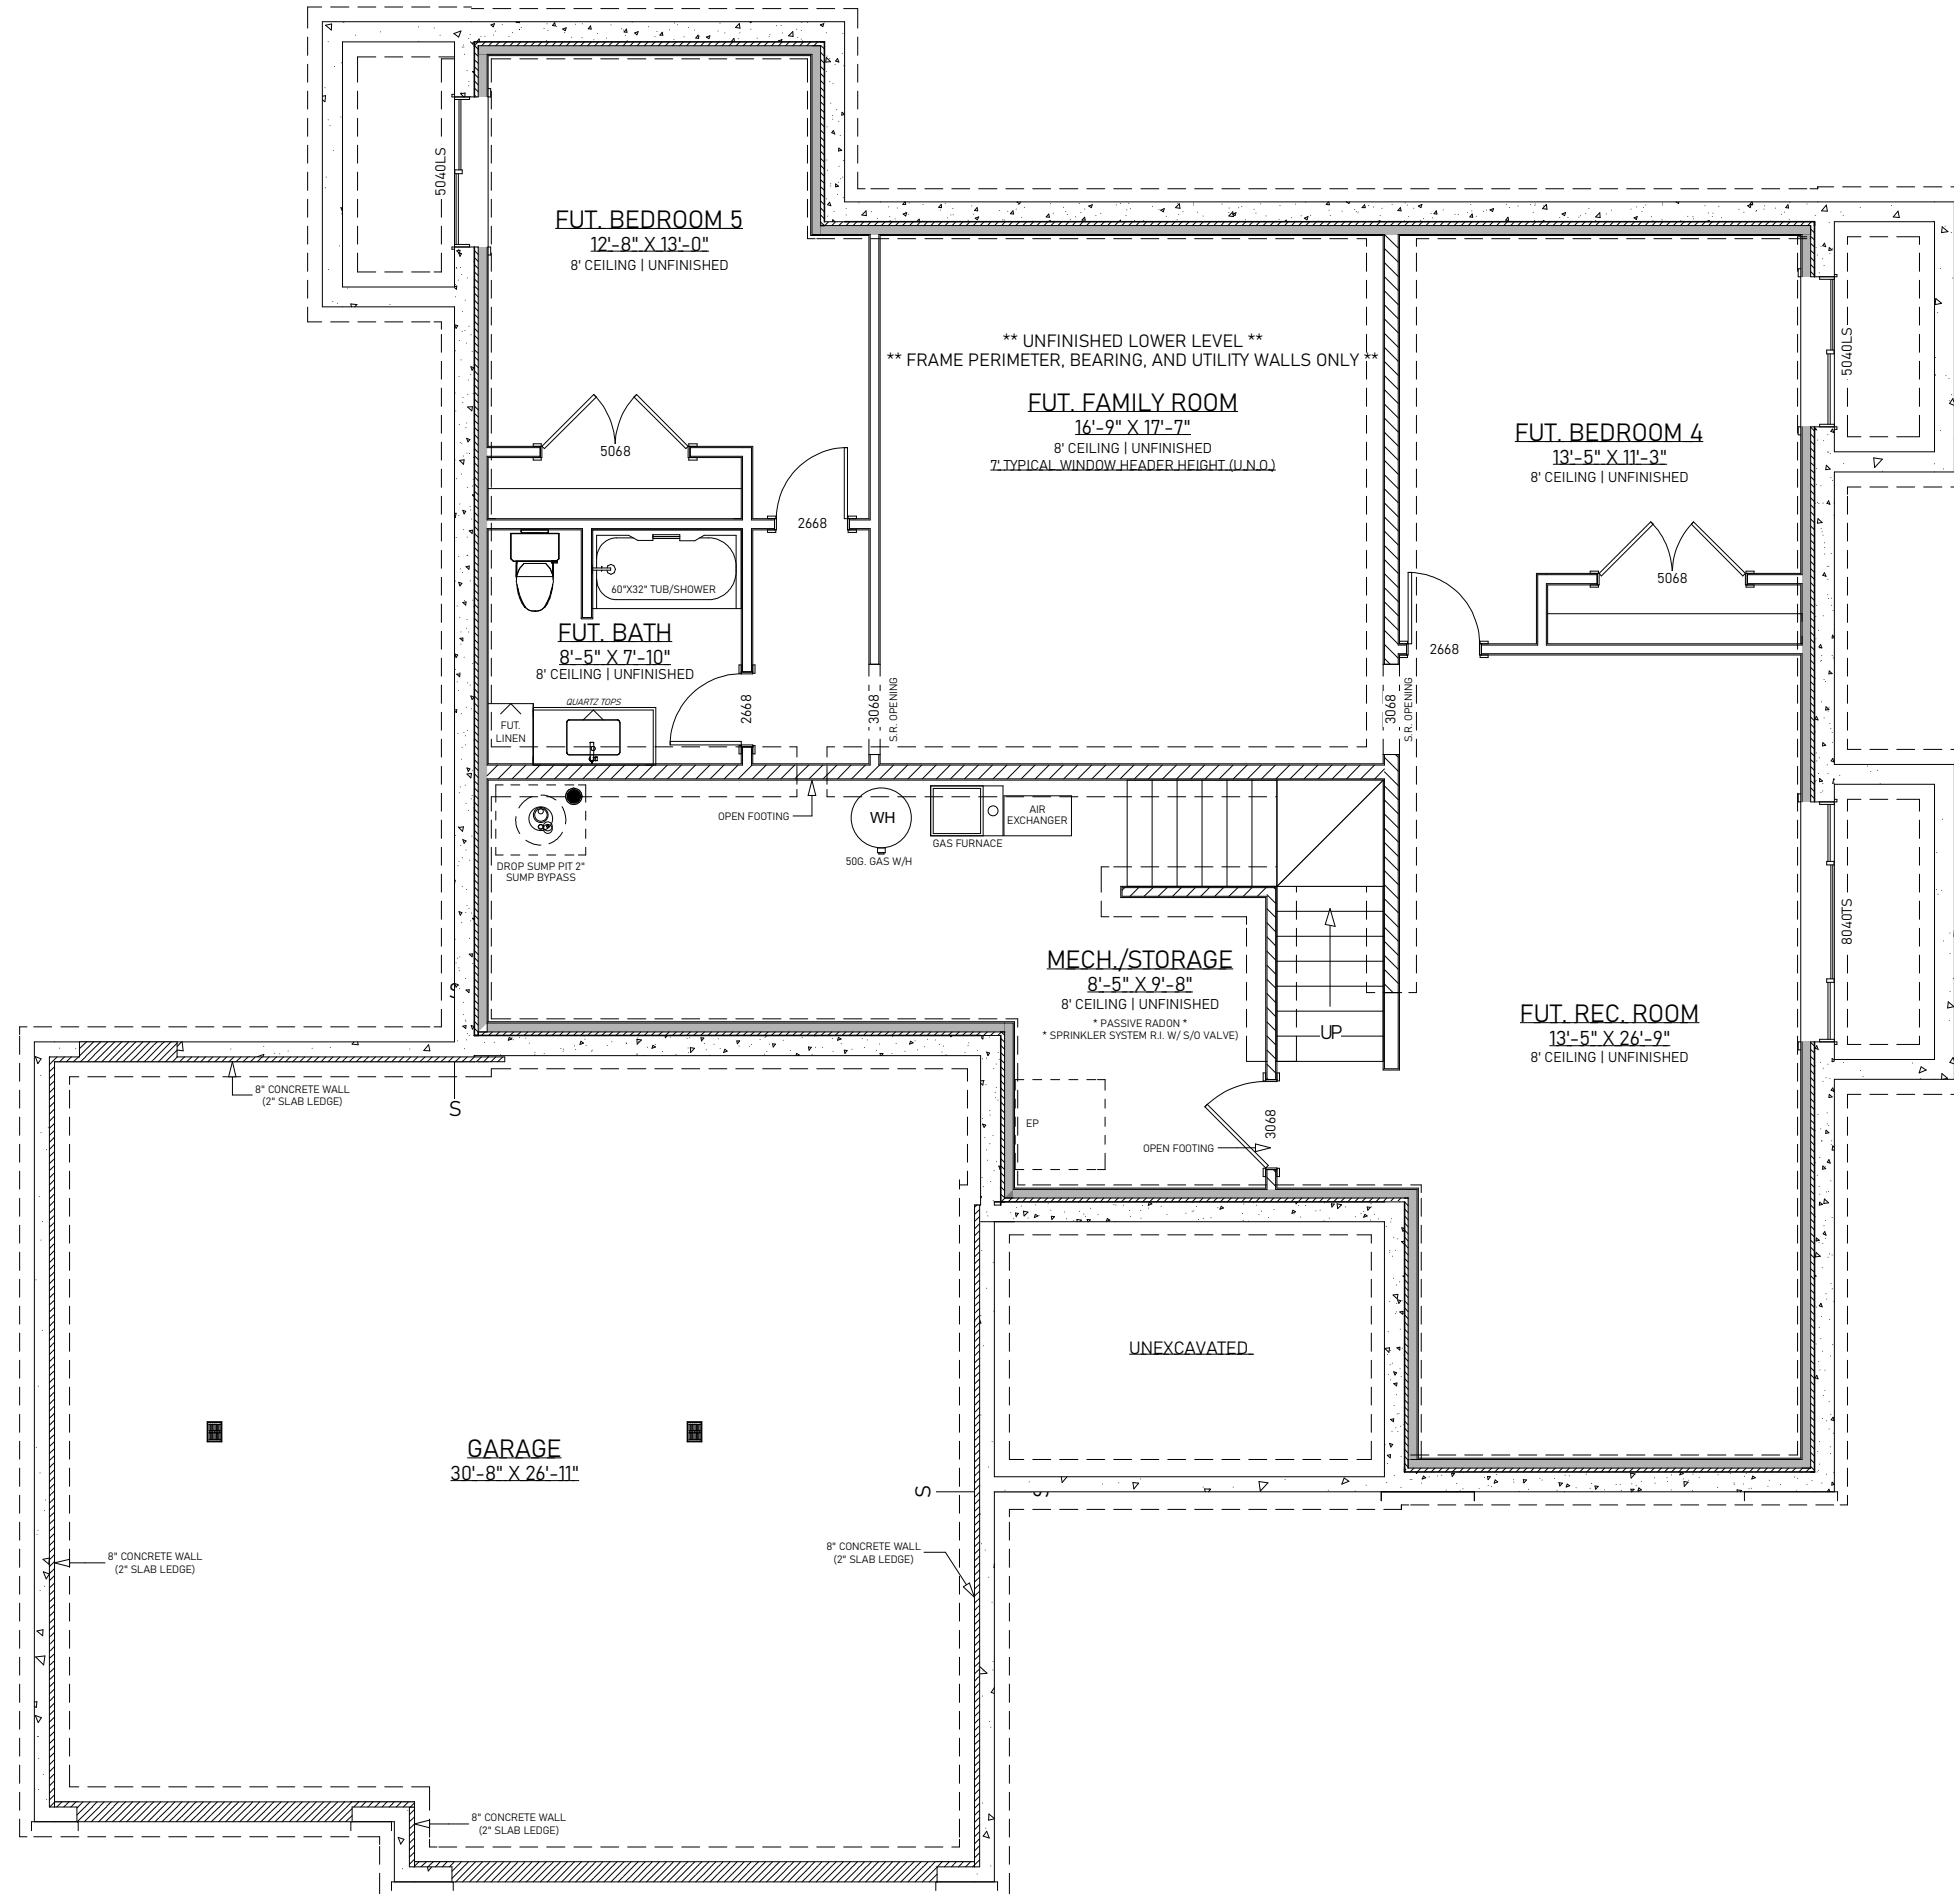 5040LS
FUT. BEDROOM 5
12'-8" X 13'-0"
8' CEILING | UNFINISHED
** UNFINISHED LOWER LEVEL **
** FRAME PERIMETER, BEARING, AND UTILITY WALLS ONLY **
FUT. FAMILY ROOM
16'-9" X 17'-7"
8' CEILING | UNFINISHED
7' TYPICAL WINDOW HEADER HEIGHT (U.N.O.)
5040LS
FUT. BEDROOM 4
13'-5" X 11'-3"
8' CEILING | UNFINISHED
5068
2668
5068
2668
60"X32" TUB/SHOWER
FUT. BATH
8'-5" X 7'-10"
8' CEILING | UNFINISHED
QUARTZ TOPS
FUT.
LINEN
2668
3068
S.R. OPENING
3068
S.R. OPENING
OPEN FOOTING
WH
50G. GAS W/H
GAS FURNACE
AIR
EXCHANGER
DROP SUMP PIT 2"
SUMP BYPASS
8040TS
MECH./STORAGE
8'-5" X 9'-8"
8' CEILING | UNFINISHED
* PASSIVE RADON *
* SPRINKLER SYSTEM R.I. W/ S/O VALVE)
UP
FUT. REC. ROOM
13'-5" X 26'-9"
8' CEILING | UNFINISHED
S
8" CONCRETE WALL
(2" SLAB LEDGE)
S
EP
3068
OPEN FOOTING
UNEXCAVATED
GARAGE
30'-8" X 26'-11"
S
S
8" CONCRETE WALL
(2" SLAB LEDGE)
8" CONCRETE WALL
(2" SLAB LEDGE)
8" CONCRETE WALL
(2" SLAB LEDGE)